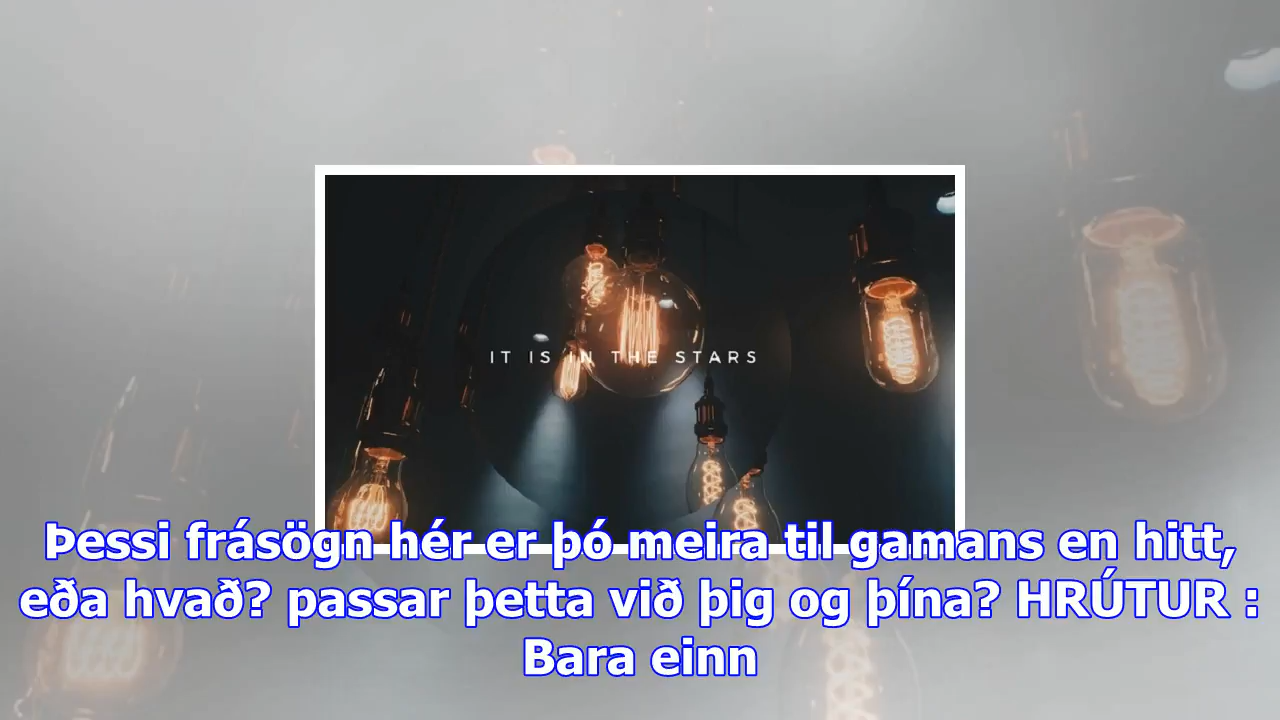 IT IS IN THE STARS
Þessi frásögn hér er þó meira til gamans en hitt,
eða hvað? passar þetta við þig og þína? HRÚTUR :
Bara einn